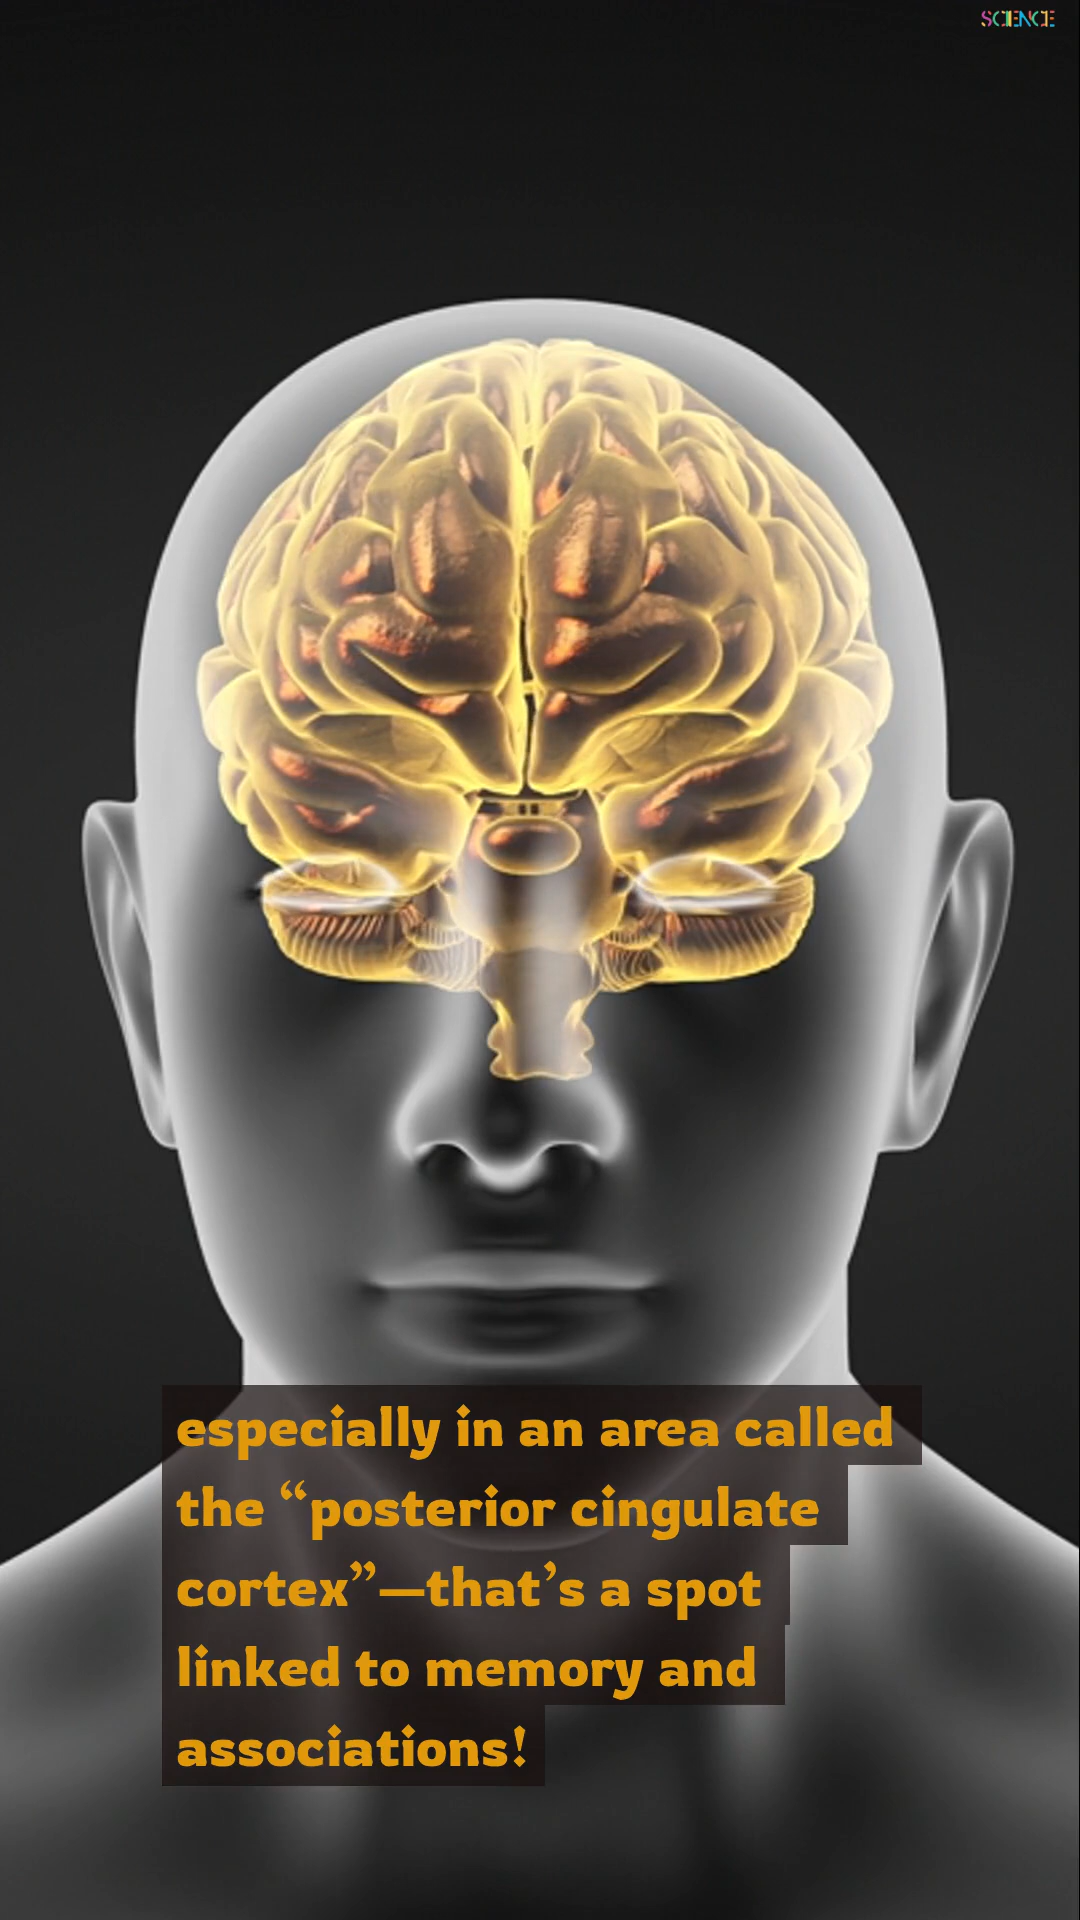 SCIENCE
especially in an area called
the “posterior cingulate
cortex”—that’s a spot
linked to memory and
associations!